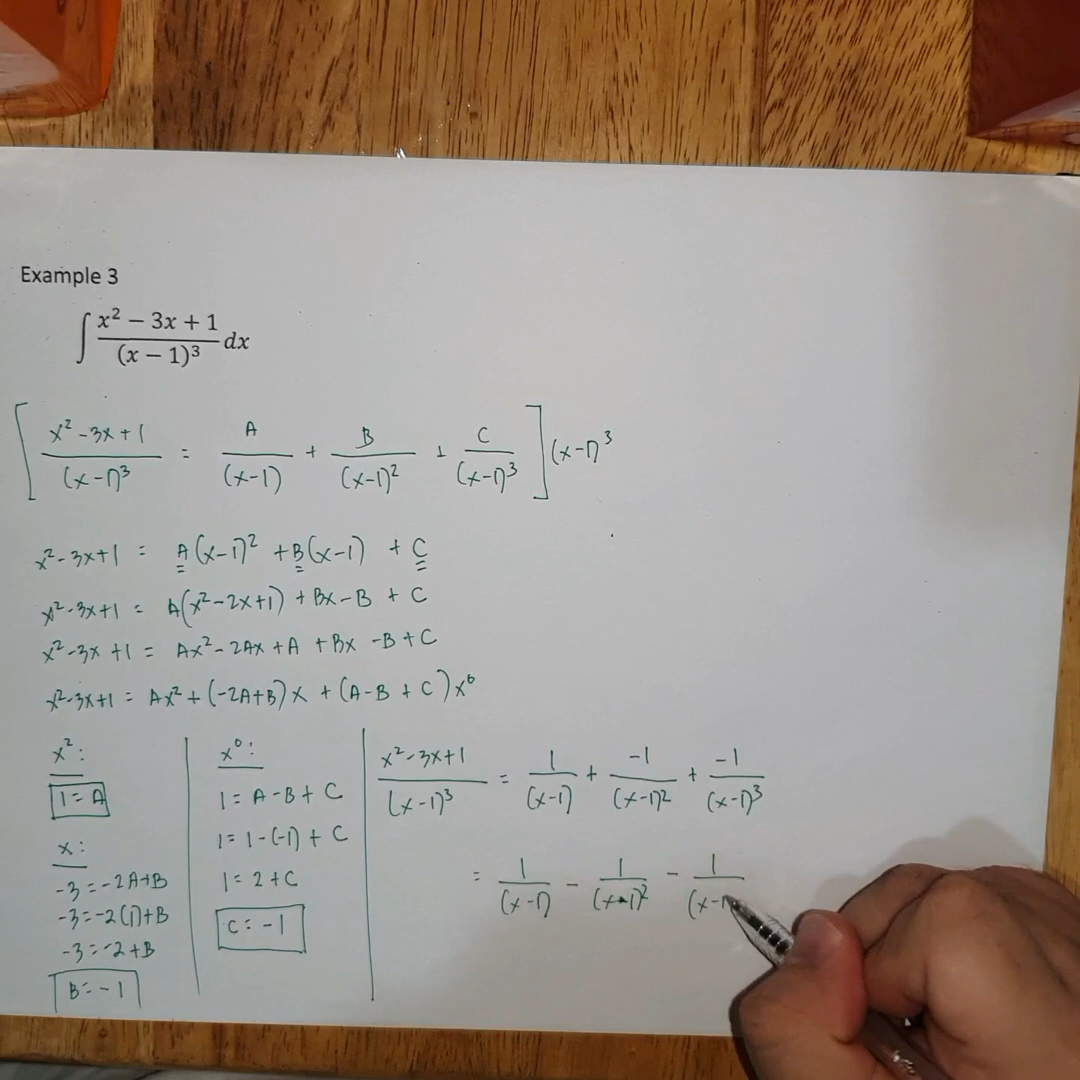 Example 3
∫ (x² − 3x + 1)/(x − 1)³ dx
[ (x² - 3x + 1)/(x-1)³ = A/(x-1) + B/(x-1)² + C/(x-1)³ ] (x-1)³
x² - 3x + 1 = A(x-1)² + B(x-1) + C
x² - 3x + 1 = A(x² - 2x + 1) + Bx - B + C
x² - 3x + 1 = Ax² - 2Ax + A + Bx - B + C
x² - 3x + 1 = Ax² + (-2A+B)x + (A - B + C)x⁰
x²:
1 = A
x:
-3 = -2A+B
-3 = -2(1)+B
-3 = -2+B
B = -1
x⁰:
1 = A - B + C
1 = 1 - (-1) + C
1 = 2 + C
C = -1
(x² - 3x + 1)/(x-1)³ = 1/(x-1) + -1/(x-1)² + -1/(x-1)³
= 1/(x-1) - 1/(x-1)² - 1/(x-1